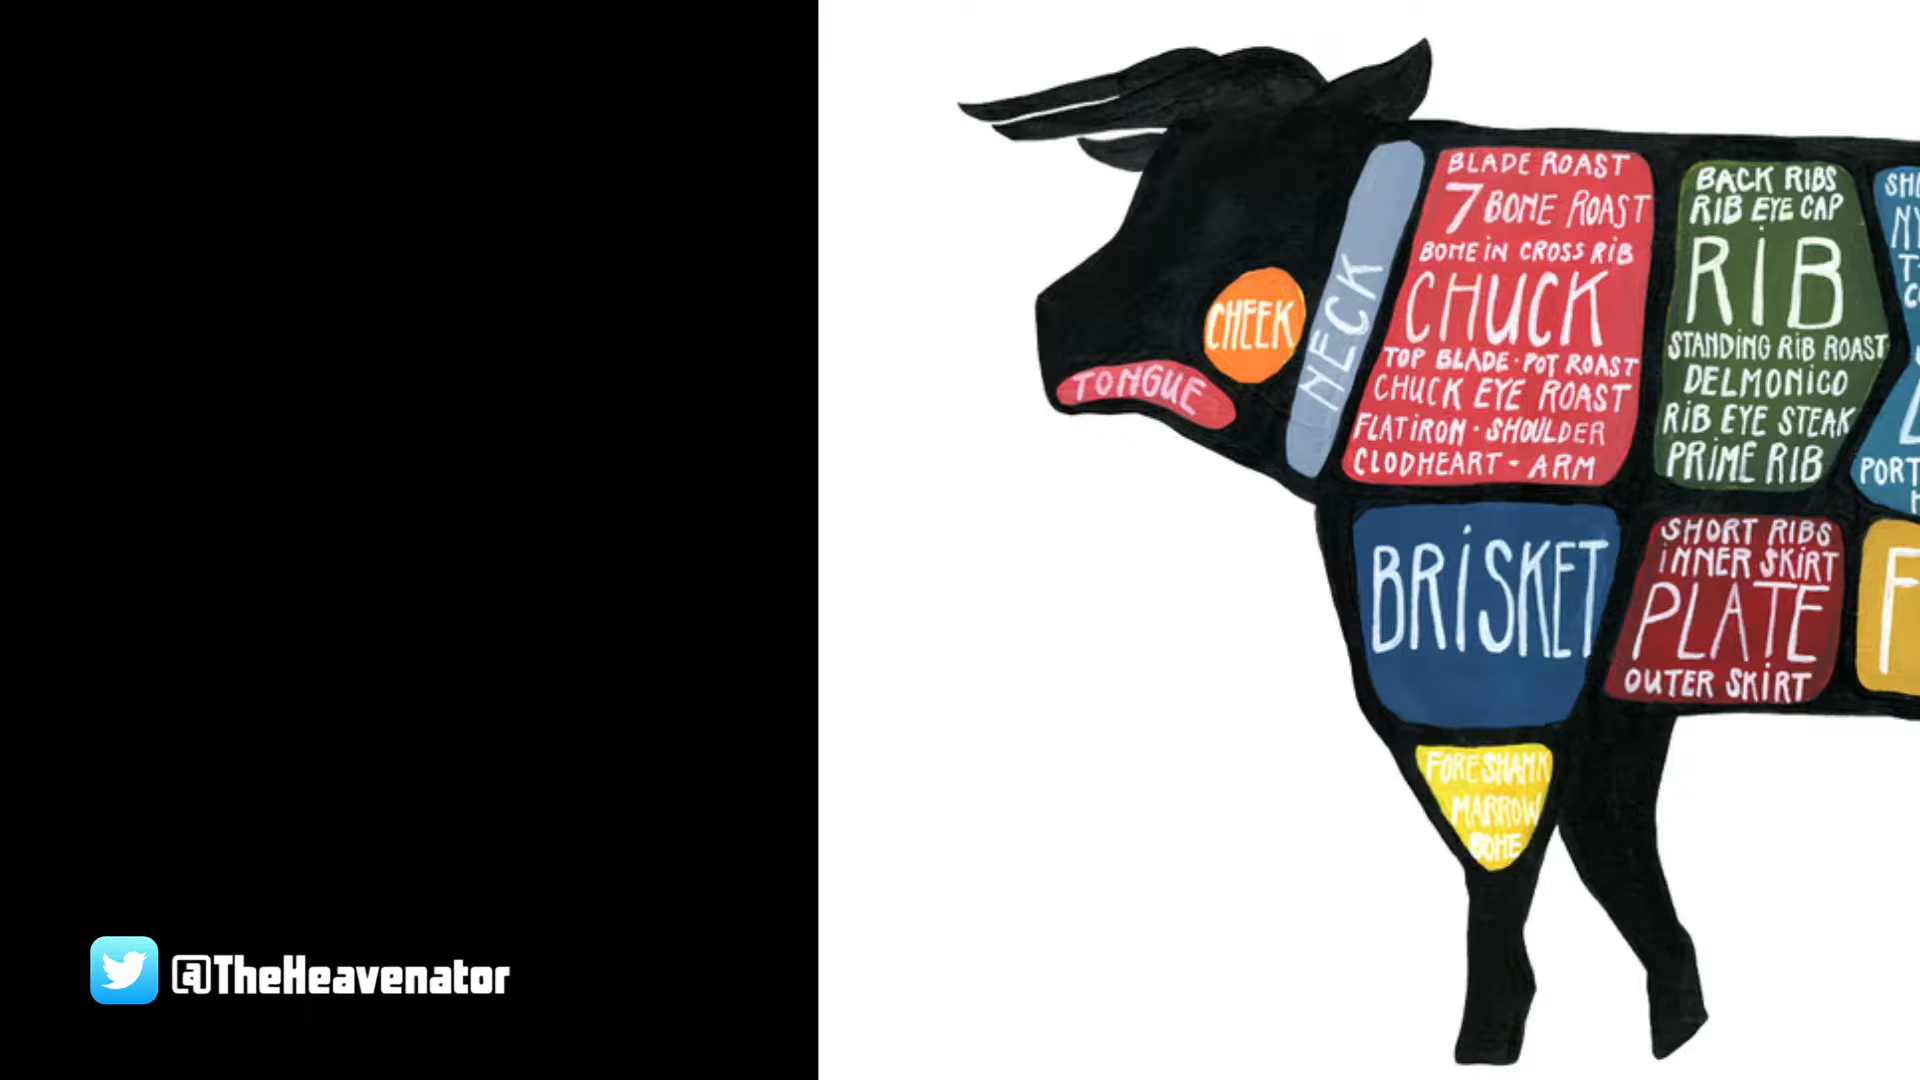 @TheHeavenator
CHEEK
TONGUE
NECK
BLADE ROAST
7 BONE ROAST
BONE IN CROSS RIB
CHUCK
TOP BLADE · POT ROAST
CHUCK EYE ROAST
FLATIRON · SHOULDER
CLODHEART - ARM
BACK RIBS
RIB EYE CAP
RIB
STANDING RIB ROAST
DELMONICO
RIB EYE STEAK
PRIME RIB
BRISKET
SHORT RIBS
INNER SKIRT
PLATE
OUTER SKIRT
FORESHANK
MARROW
BONE